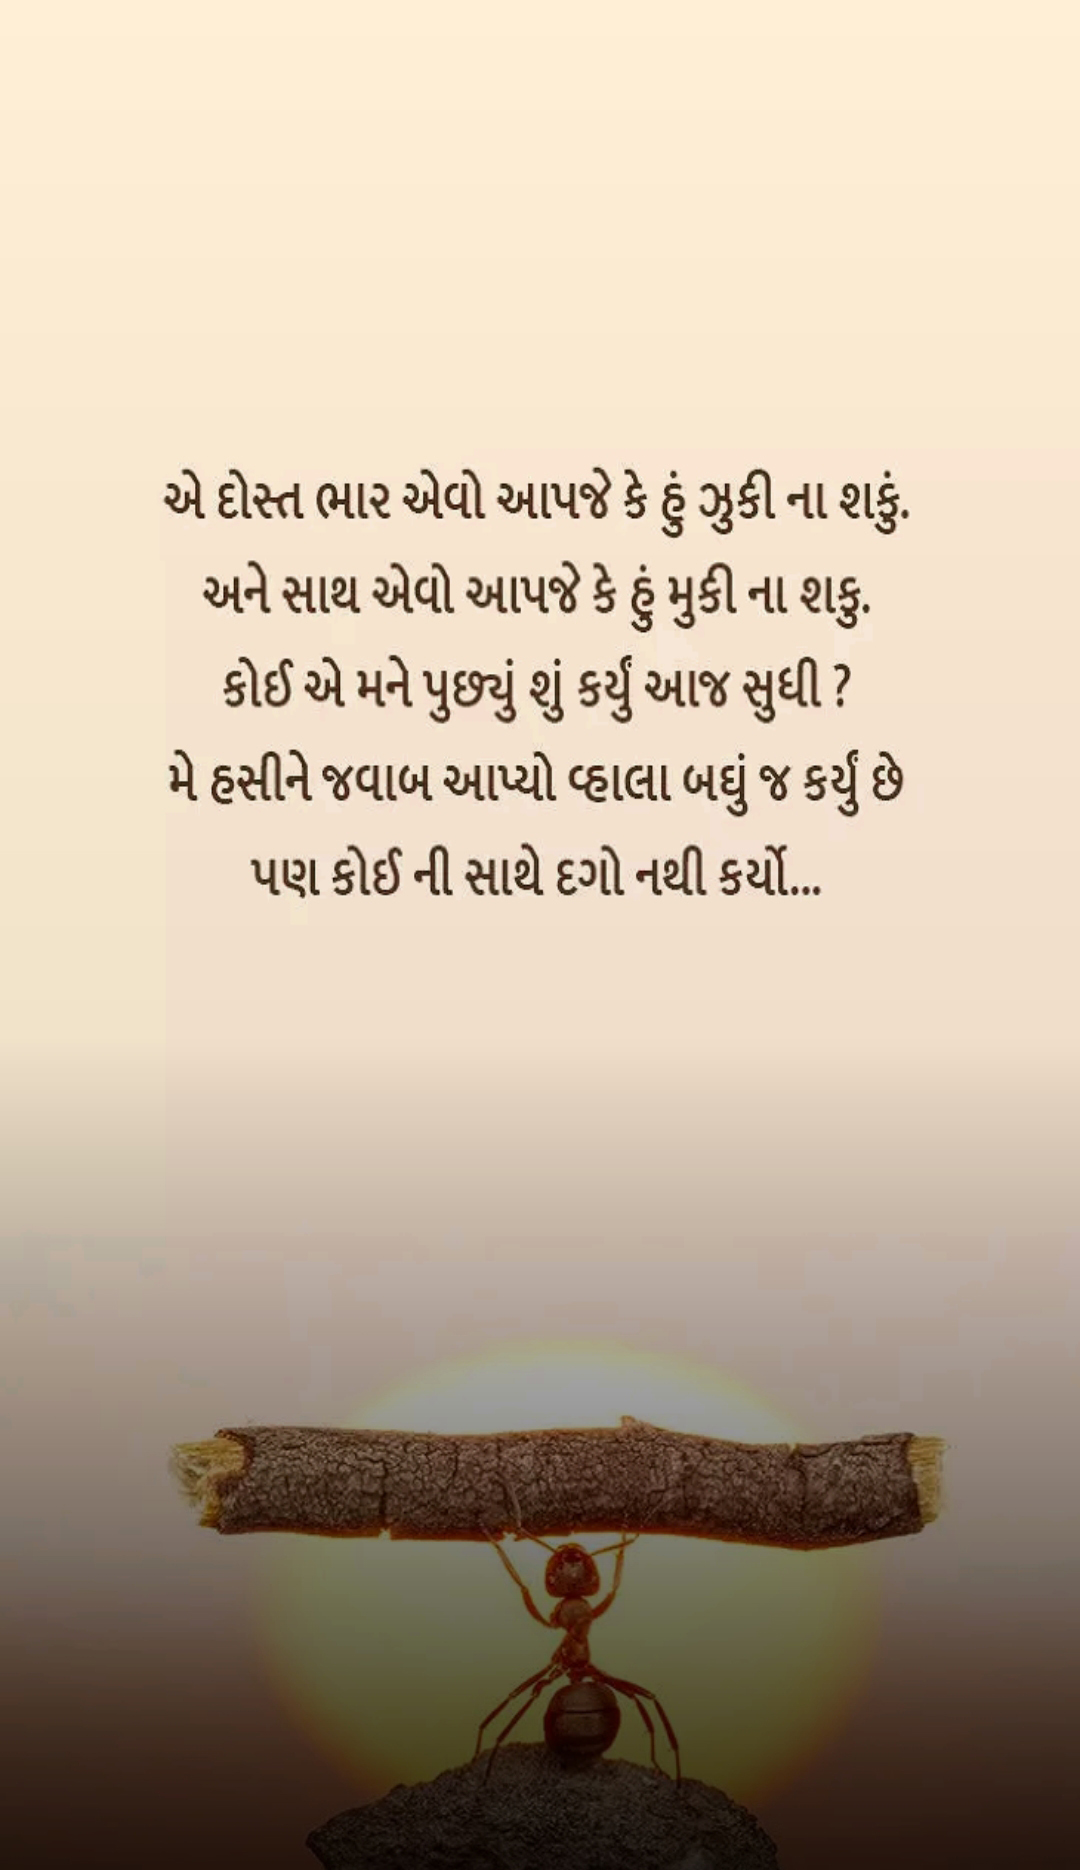 એ દોસ્ત ભાર એવો આપજે કે હું ઝુકી ના શકું.
અને સાથ એવો આપજે કે હું મુકી ના શકુ.
કોઈ એ મને પુછ્યું શું કર્યું આજ સુધી ?
મે હસીને જવાબ આપ્યો વ્હાલા બધું જ કર્યું છે
પણ કોઈ ની સાથે દગો નથી કર્યો...